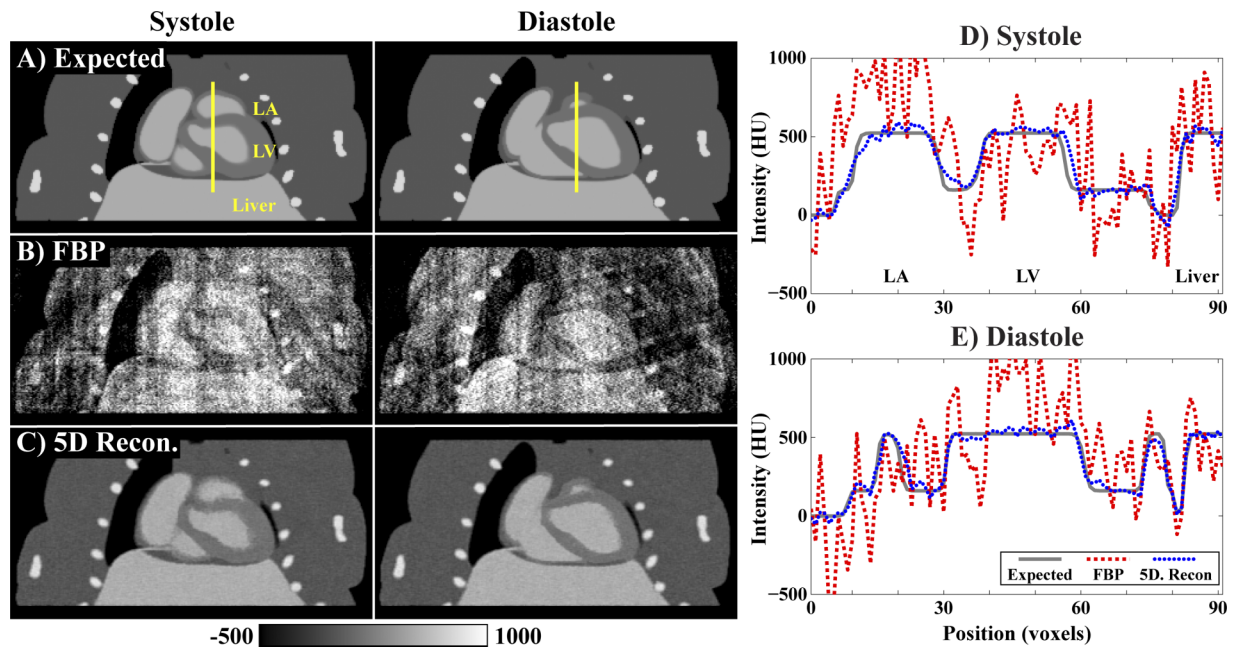 Systole
Diastole
A) Expected
LA
LV
Liver
B) FBP
C) 5D Recon.
-500
1000
D) Systole
1000
500
0
−500
Intensity (HU)
LA
LV
Liver
0
30
60
90
E) Diastole
1000
500
0
−500
Intensity (HU)
Expected
FBP
5D. Recon
0
30
60
90
Position (voxels)